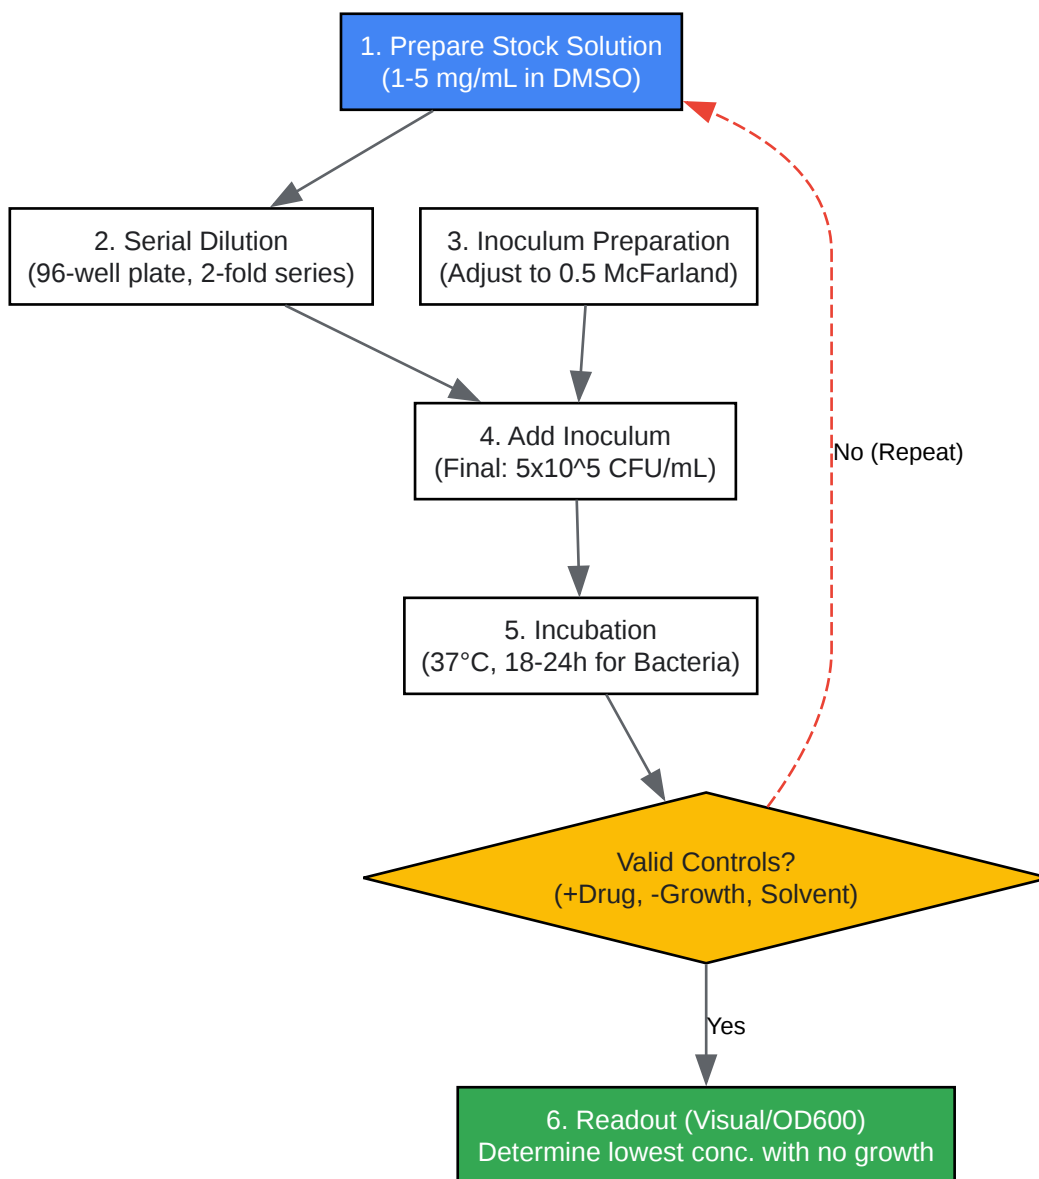 1. Prepare Stock Solution
(1-5 mg/mL in DMSO)
2. Serial Dilution
(96-well plate, 2-fold series)
3. Inoculum Preparation
(Adjust to 0.5 McFarland)
4. Add Inoculum
(Final: 5x10^5 CFU/mL)
No (Repeat)
5. Incubation
(37°C, 18-24h for Bacteria)
Valid Controls?
(+Drug, -Growth, Solvent)
Yes
6. Readout (Visual/OD600)
Determine lowest conc. with no growth